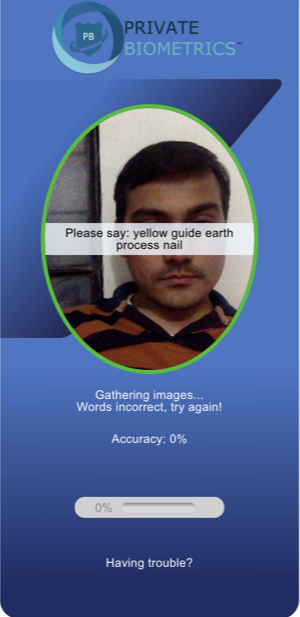 PB
PRIVATE
BIOMETRICS™
Please say: yellow guide earth
process nail
Gathering images...
Words incorrect, try again!
Accuracy: 0%
0%
Having trouble?